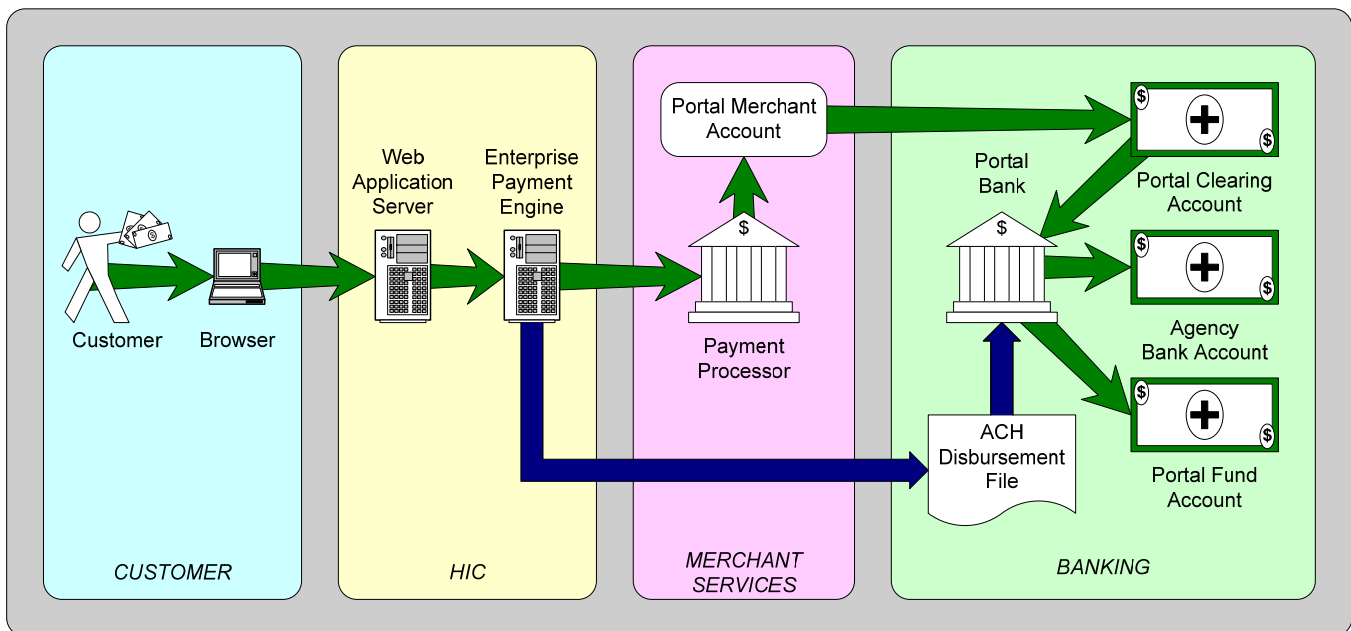 Customer
Browser
CUSTOMER
Web
Application
Server
Enterprise
Payment
Engine
HIC
Portal Merchant
Account
$
Payment
Processor
MERCHANT
SERVICES
Portal
Bank
$
ACH
Disbursement
File
$
$
Portal Clearing
Account
$
$
Agency
Bank Account
$
$
Portal Fund
Account
BANKING